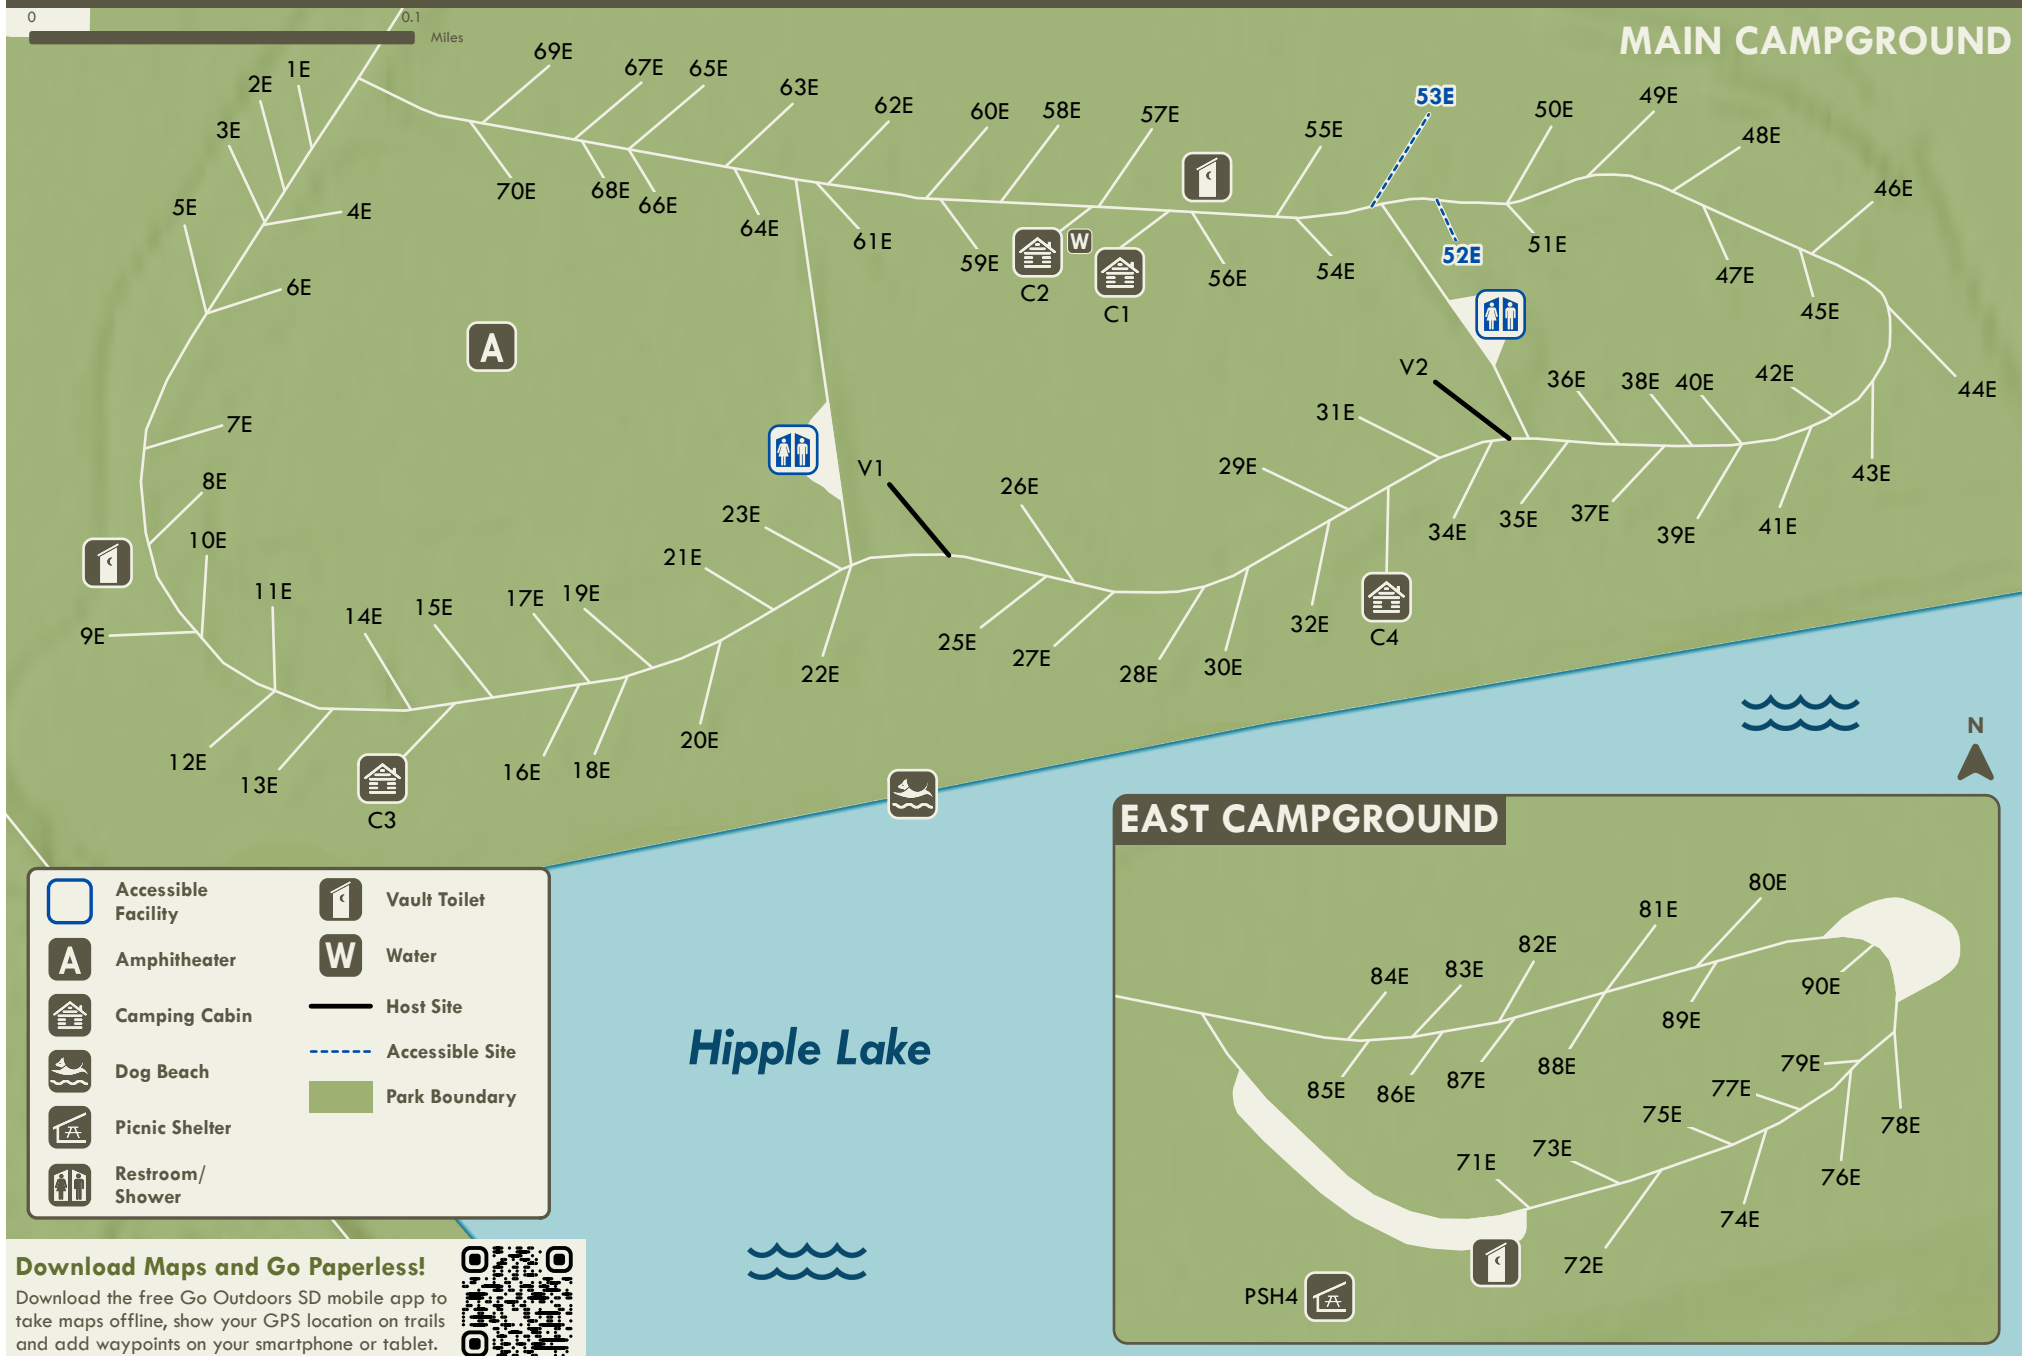 0
0.1
Miles
MAIN CAMPGROUND
1E
2E
3E
4E
5E
6E
7E
8E
9E
10E
11E
12E
13E
14E
15E
16E
17E
18E
19E
20E
21E
22E
23E
25E
26E
27E
28E
29E
30E
31E
32E
34E
35E
36E
37E
38E
39E
40E
41E
42E
43E
44E
45E
46E
47E
48E
49E
50E
51E
52E
53E
54E
55E
56E
57E
58E
59E
60E
61E
62E
63E
64E
65E
66E
67E
68E
69E
70E
A
W
C2
C1
C3
C4
V1
V2
N
Hipple Lake
EAST CAMPGROUND
71E
72E
73E
74E
75E
76E
77E
78E
79E
80E
81E
82E
83E
84E
85E
86E
87E
88E
89E
90E
PSH4
Accessible
Facility
A
Amphitheater
Camping Cabin
Dog Beach
Picnic Shelter
Restroom/
Shower
Vault Toilet
W
Water
Host Site
Accessible Site
Park Boundary
Download Maps and Go Paperless!
Download the free Go Outdoors SD mobile app to
take maps offline, show your GPS location on trails
and add waypoints on your smartphone or tablet.